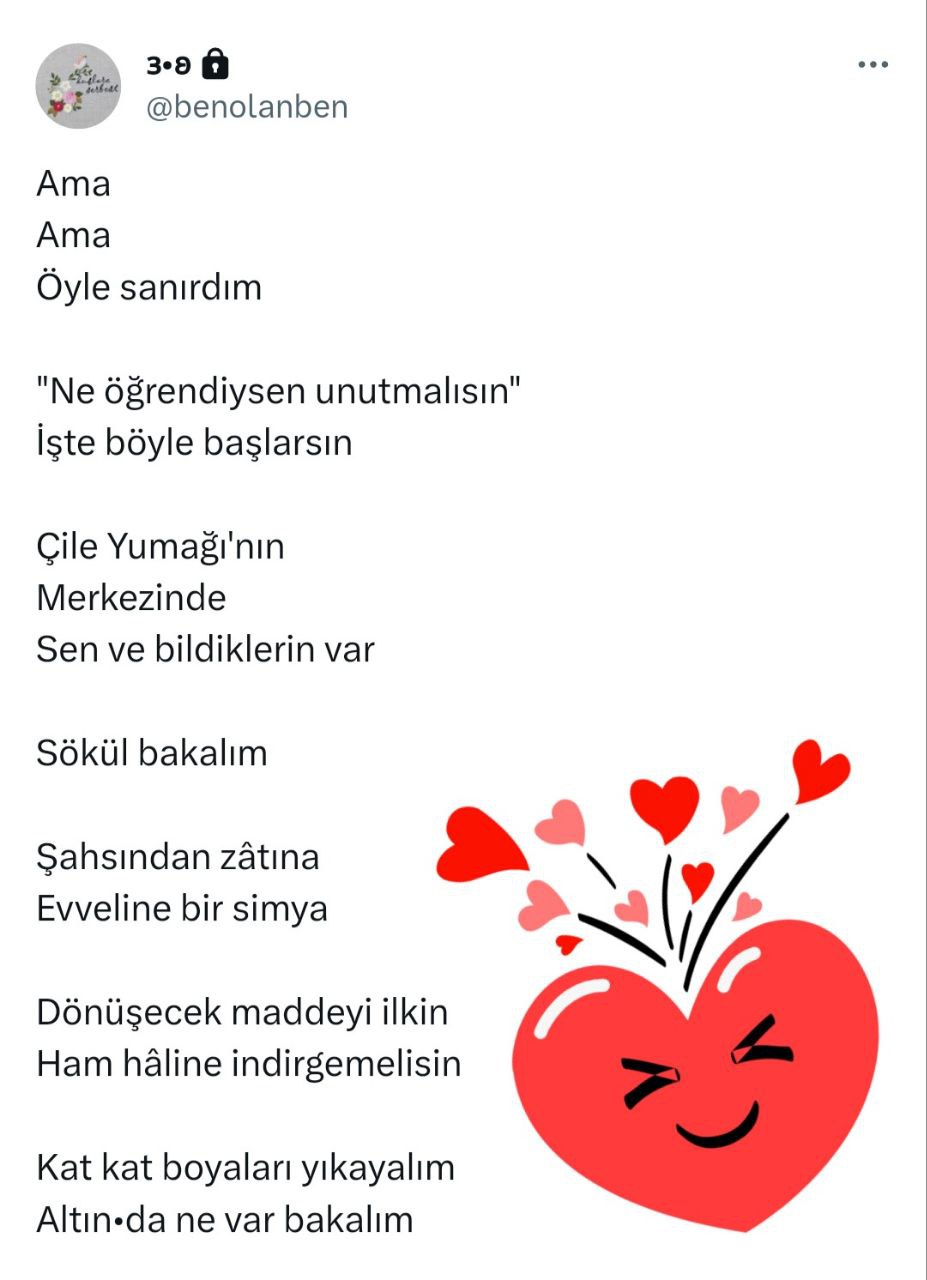 @benolanben
Ama
Ama
Öyle sanırdım
"Ne öğrendiysen unutmalısın"
İşte böyle başlarsın
Çile Yumağı'nın
Merkezinde
Sen ve bildiklerin var
Sökül bakalım
Şahsından zâtına
Evveline bir simya
Dönüşecek maddeyi ilkin
Ham hâline indirgemelisin
Kat kat boyaları yıkayalım
Altın•da ne var bakalım